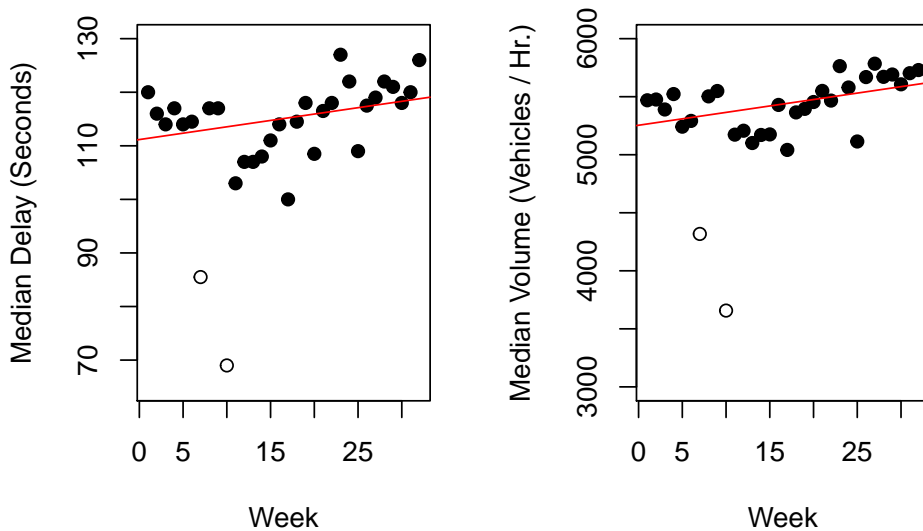 Median Delay (Seconds)
130
110
90
70
0 5 15 25
Week
Median Volume (Vehicles / Hr.)
6000
5000
4000
3000
0 5 15 25
Week